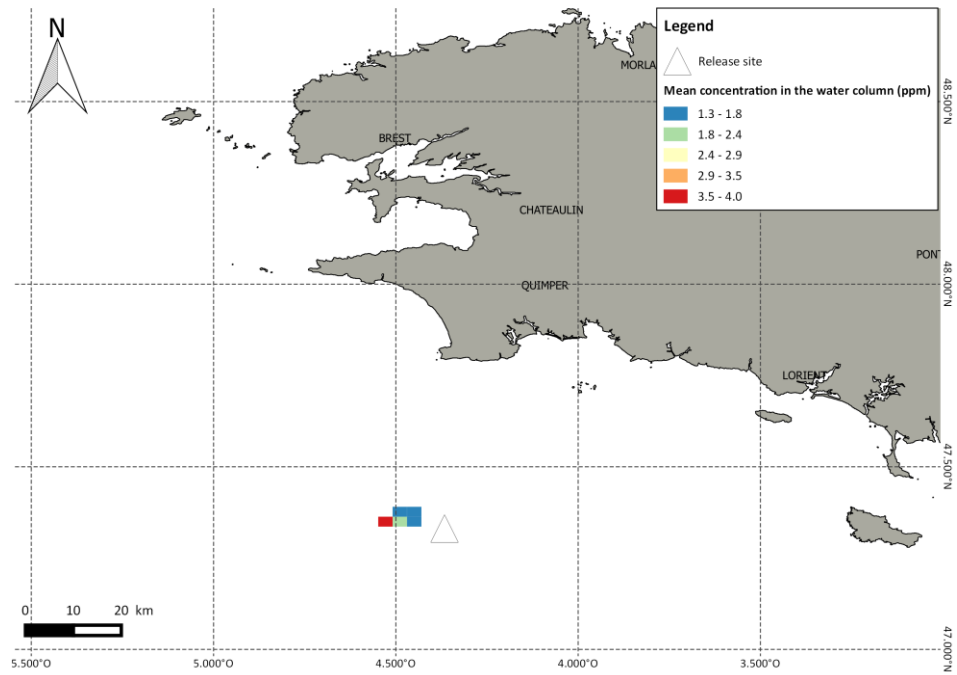 N
Legend
Release site
Mean concentration in the water column (ppm)
1.3 - 1.8
1.8 - 2.4
2.4 - 2.9
2.9 - 3.5
3.5 - 4.0
MORLA
BREST
CHATEAULIN
QUIMPER
PONT
LORIENT
48.500°N
48.000°N
47.500°N
47.000°N
0 10 20 km
5.500°O 5.000°O 4.500°O 4.000°O 3.500°O